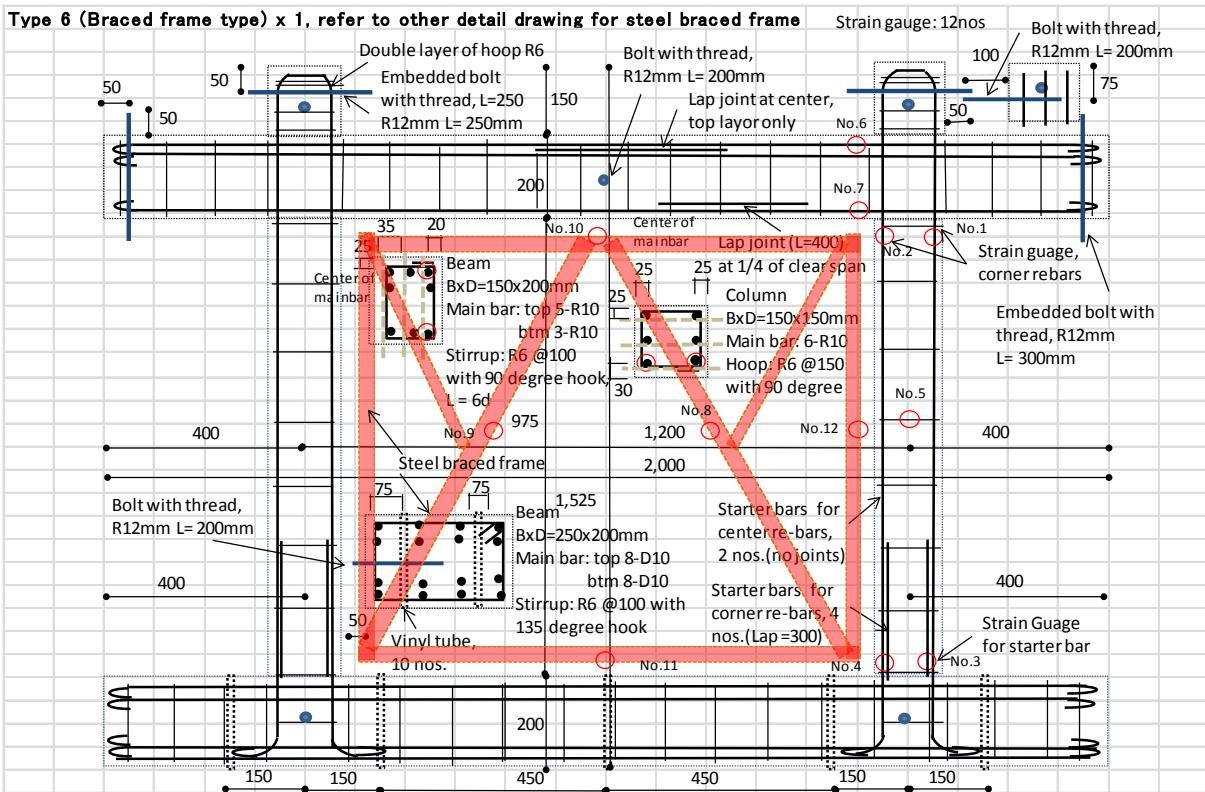 Type 6 (Braced frame type) x 1, refer to other detail drawing for steel braced frame
Strain gauge: 12nos
Double layer of hoop R6
Embedded bolt
with thread, L=250
R12mm L= 250mm
50
50
50
150
Bolt with thread,
R12mm L= 200mm
Lap joint at center,
top layor only
Bolt with thread,
R12mm L= 200mm
100
75
50
No.6
200
No.7
35
20
25
Center of
mainbar
No.10
Center of
mainbar
Lap joint (L=400)
at 1/4 of clear span
No.1
No.2
Strain guage,
corner rebars
Beam
BxD=150x200mm
Main bar: top 5-R10
btm 3-R10
Stirrup: R6 @100
with 90 degree hook,
L = 6d
25
25
25
30
Column
BxD=150x150mm
Main bar: 6-R10
Hoop: R6 @150
with 90 degree
Embedded bolt with
thread, R12mm
L= 300mm
No.5
No.8
No.9
No.12
975
400
1,200
400
2,000
Steel braced frame
1,525
75
75
Bolt with thread,
R12mm L= 200mm
Beam
BxD=250x200mm
Main bar: top 8-D10
btm 8-D10
Stirrup: R6 @100 with
135 degree hook
Starter bars for
center re-bars,
2 nos.(no joints)
400
400
Starter bars for
corner re-bars, 4
nos.(Lap =300)
50
Vinyl tube,
10 nos.
Strain Guage
for starter bar
No.11
No.4
No.3
200
150
150
450
450
150
150